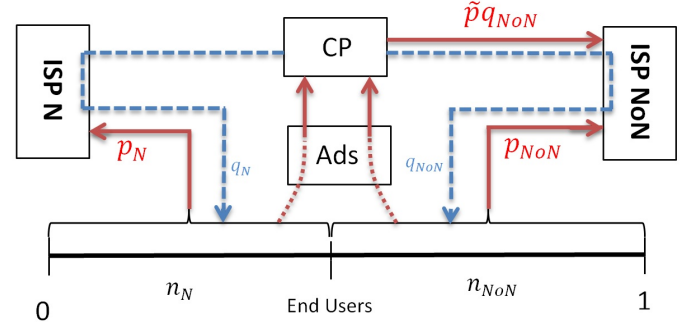 CP
p̃q_NoN
ISP N
ISP NoN
p_N
q_N
Ads
q_NoN
p_NoN
0
n_N
End Users
n_NoN
1